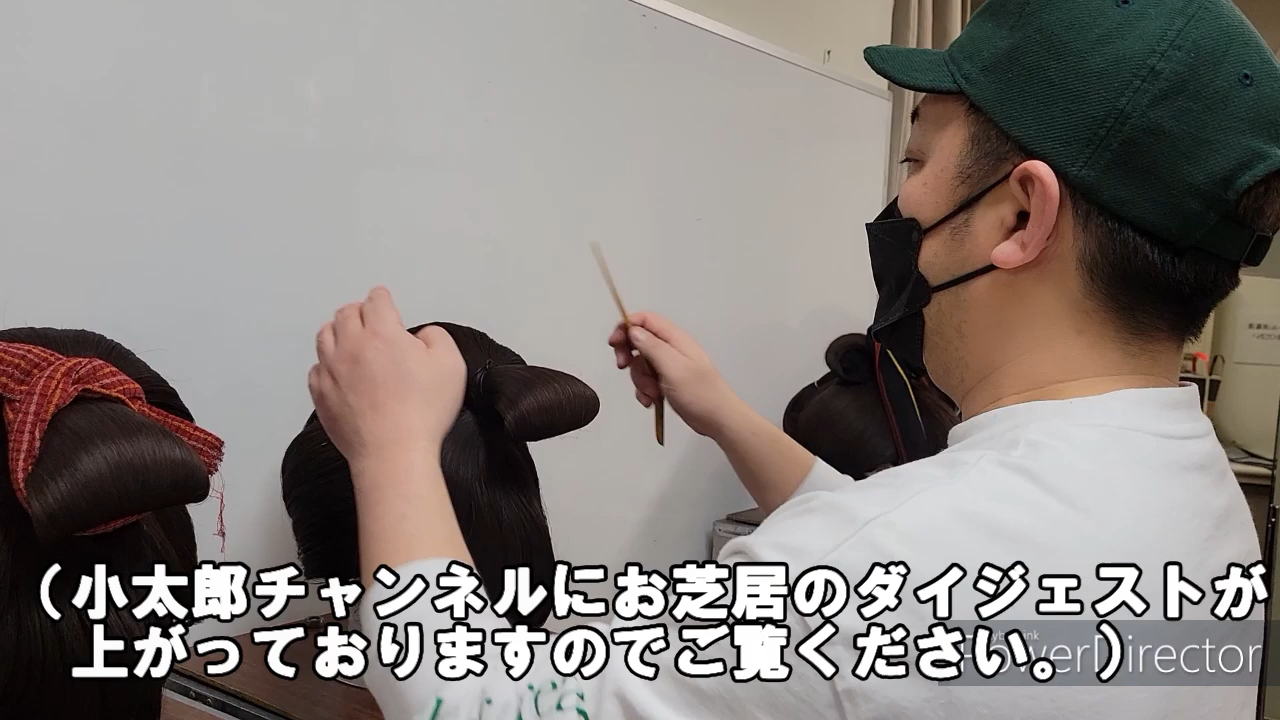 （小太郎チャンネルにお芝居のダイジェストが
上がっておりますのでご覧ください。）
PowerDirector